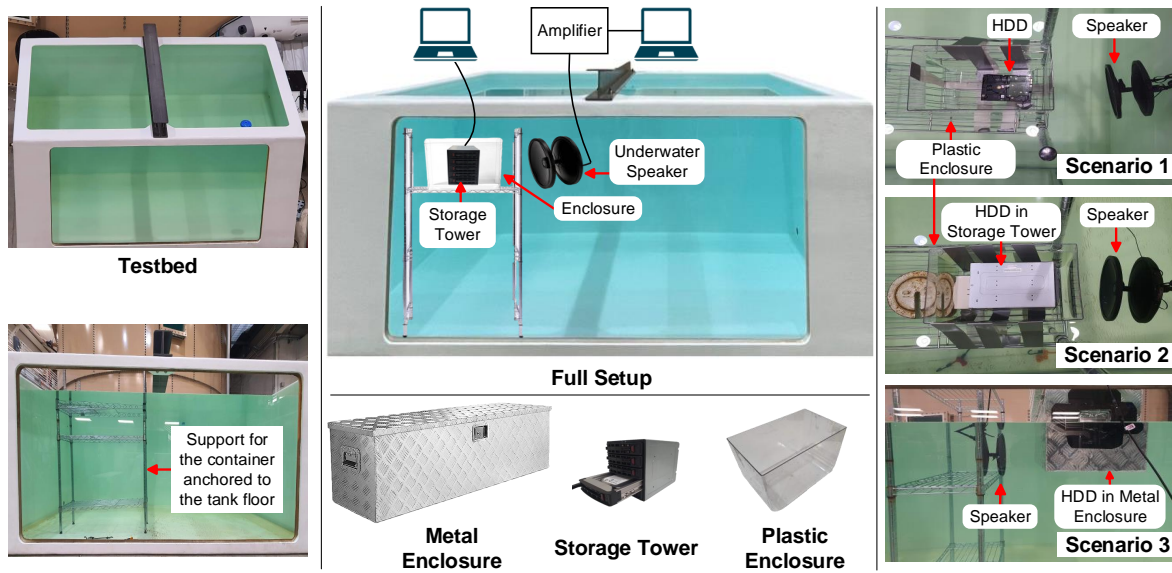 Testbed
Support for
the container
anchored to
the tank floor
Amplifier
Underwater
Speaker
Enclosure
Storage
Tower
Full Setup
Metal
Enclosure
Storage Tower
Plastic
Enclosure
HDD
Speaker
Plastic
Enclosure
Scenario 1
HDD in
Storage Tower
Speaker
Scenario 2
Speaker
HDD in Metal
Enclosure
Scenario 3